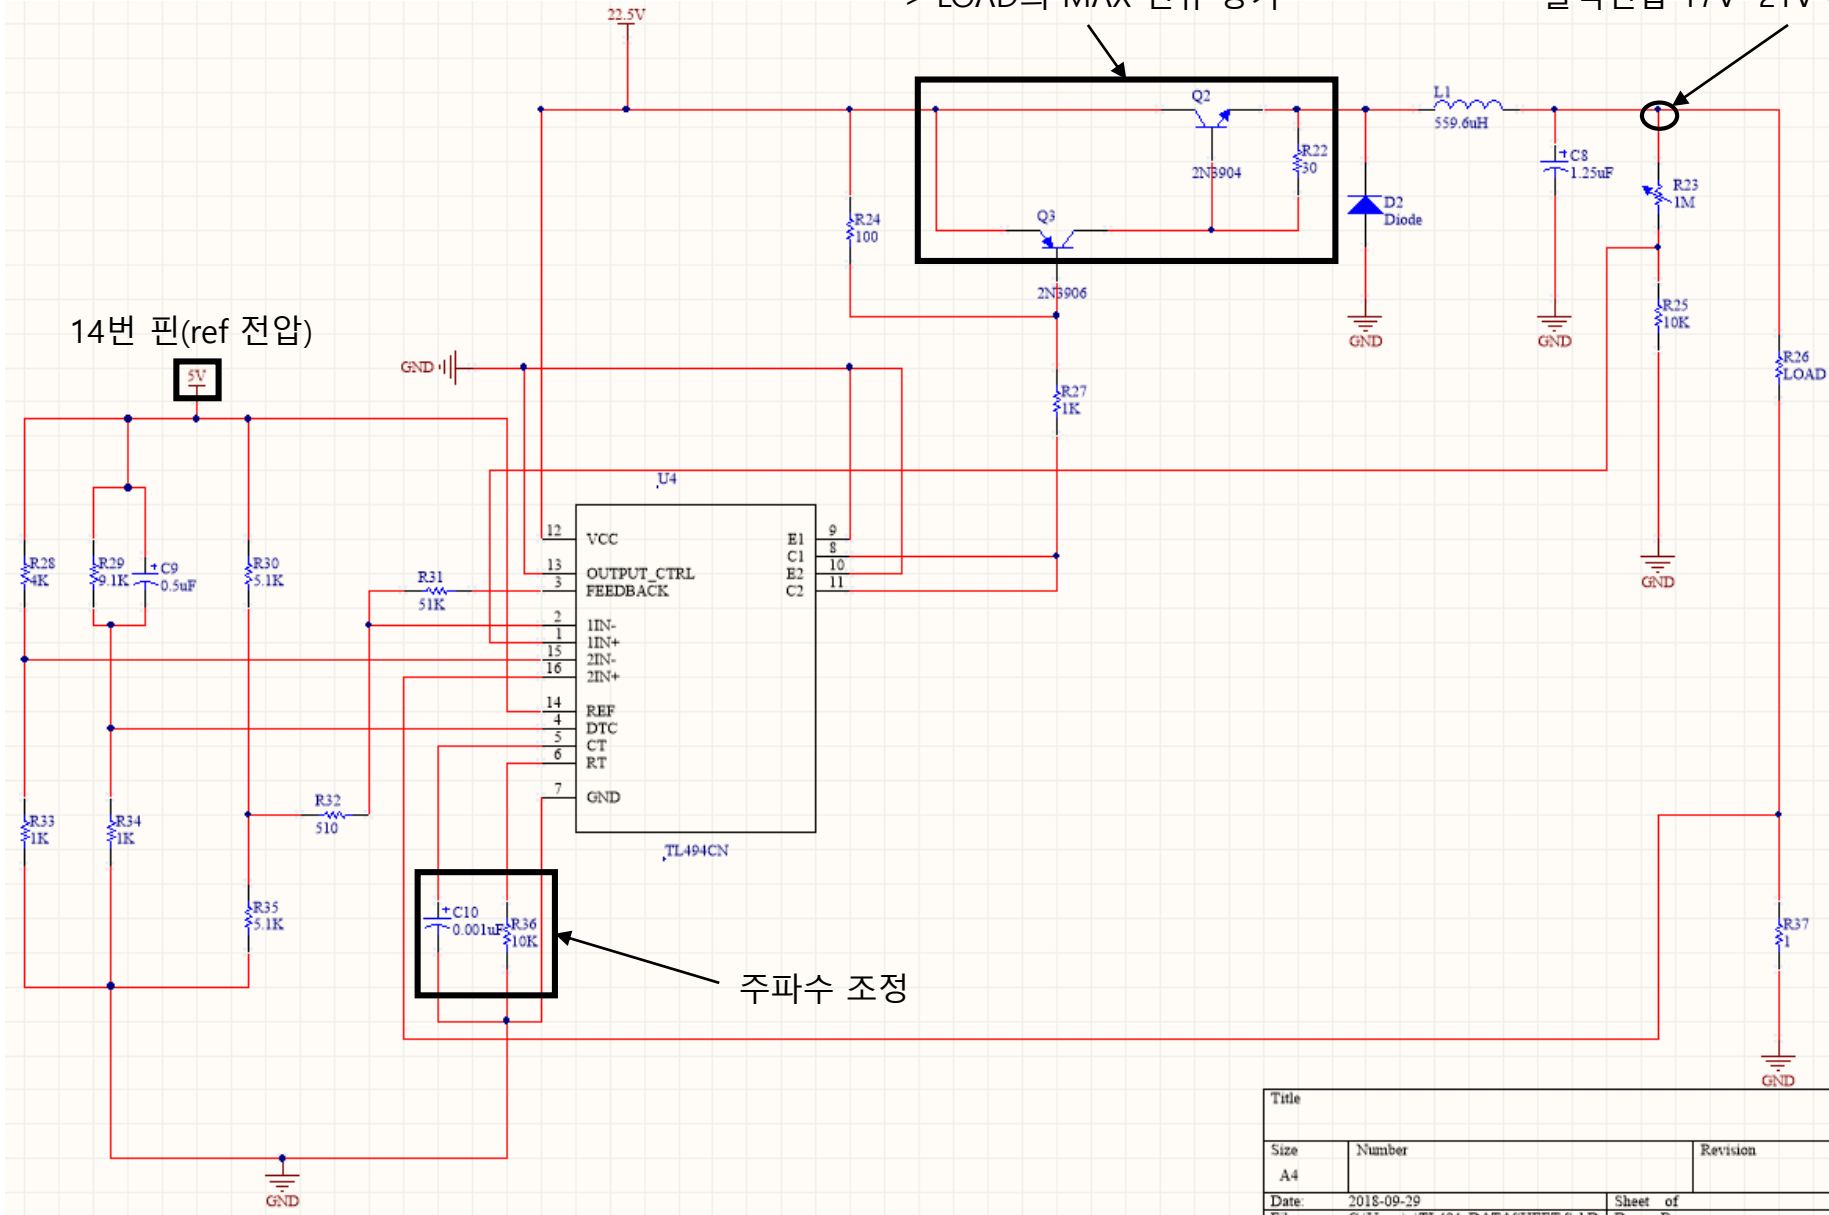 22.5V
Q2
2N3904
R22
30
L1
559.6uH
C8
1.25uF
R23
1M
D2
Diode
R24
100
Q3
2N3906
R25
10K
GND
GND
R26
LOAD
14번 핀(ref 전압)
5V
GND
R27
1K
U4
R28
4K
R29
9.1K
C9
0.5uF
R30
5.1K
R31
51K
12 VCC
13 OUTPUT_CTRL
3 FEEDBACK
2 1IN-
1 1IN+
15 2IN-
16 2IN+
14 REF
4 DTC
5 CT
6 RT
7 GND
E1 9
C1 8
E2 10
C2 11
GND
R33
1K
R34
1K
R32
510
TL494CN
R35
5.1K
C10
0.001uF
R36
10K
R37
1
주파수 조정
GND
GND
Title
Size
A4
Number
Revision
Date:
2018-09-29
Sheet of